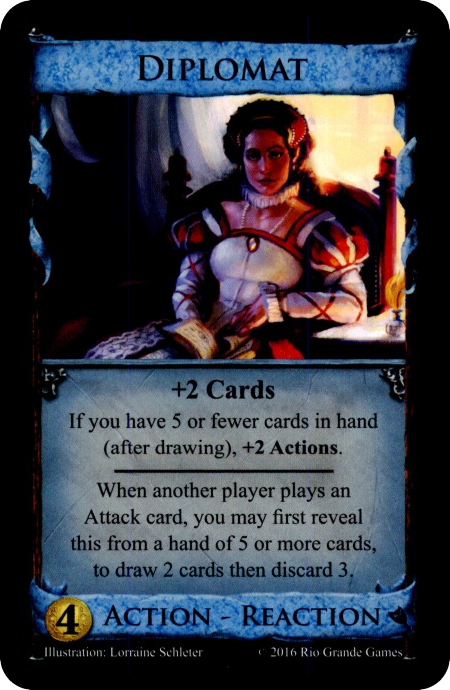 DIPLOMAT
+2 Cards
If you have 5 or fewer cards in hand
(after drawing), +2 Actions.
When another player plays an
Attack card, you may first reveal
this from a hand of 5 or more cards,
to draw 2 cards then discard 3.
4 ACTION - REACTION
Illustration: Lorraine Schleter © 2016 Rio Grande Games